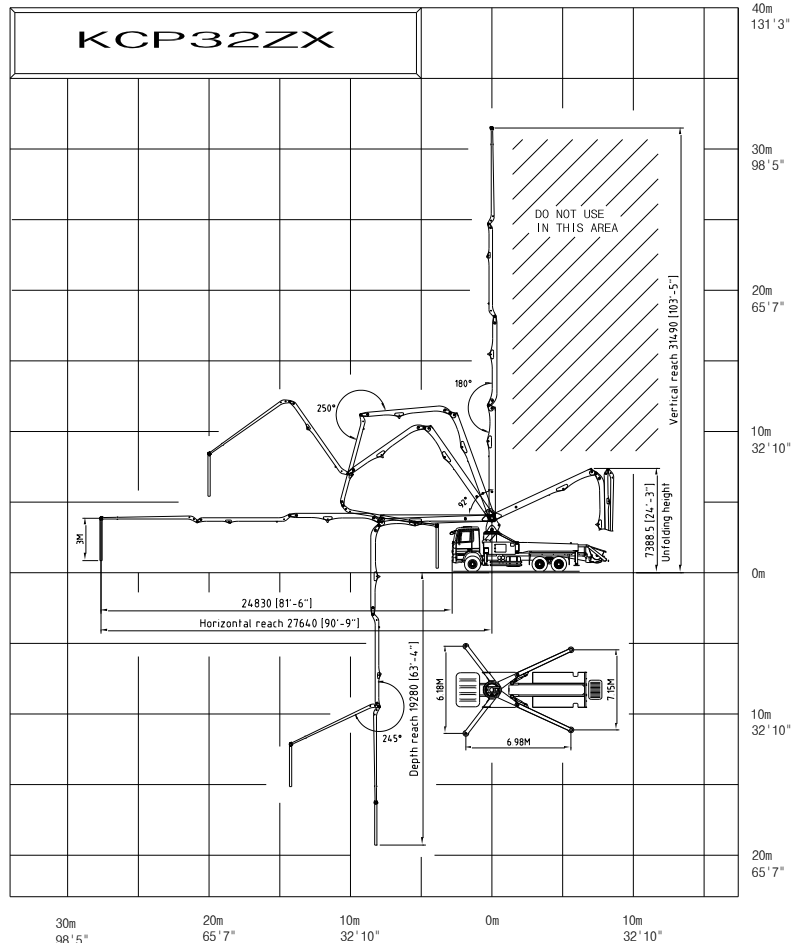 KCP32ZX
40m
131'3"
30m
98'5"
DO NOT USE
IN THIS AREA
20m
65'7"
Vertical reach 31490 [103'-5"]
180°
250°
10m
32'10"
92°
7388.5 [24'-3"]
Unfolding height
3M
0m
24830 [81'-6"]
Horizontal reach 27640 [90'-9"]
Depth reach 19280 [63'-4"]
6.18M
7.15M
6.98M
245°
10m
32'10"
20m
65'7"
30m
98'5"
20m
65'7"
10m
32'10"
0m
10m
32'10"